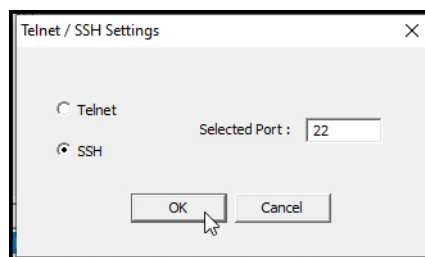 Telnet / SSH Settings
Telnet
Selected Port : 22
SSH
OK Cancel